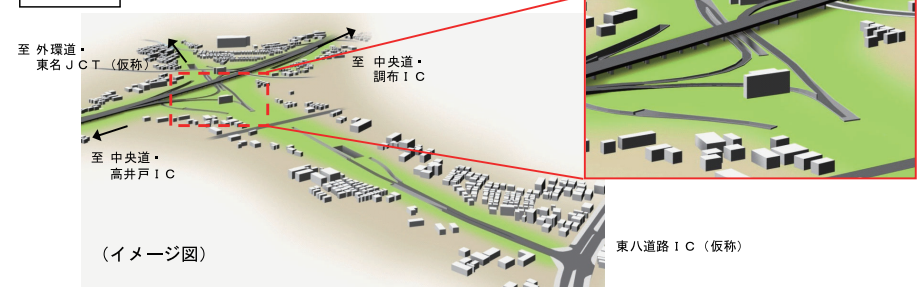 至 外環道・
東名ＪＣＴ（仮称）
至 中央道・
調布ＩＣ
至 中央道・
高井戸ＩＣ
（イメージ図）
東八道路ＩＣ（仮称）